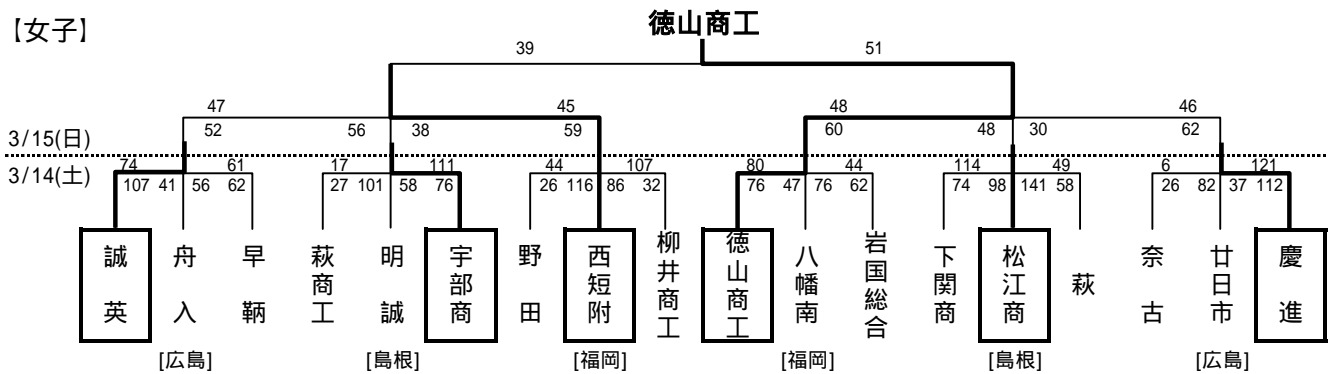 【女子】
徳山商工
39 51
47 45 48 46
52 56 38 59 60 48 30 62
3/15(日)
3/14(土)
74 61 17 111 44 107 80 44 114 49 6 121
107 41 56 62 27 101 58 76 26 116 86 32 76 47 76 62 74 98 141 58 26 82 37 112
誠英
舟入
早鞆
萩商工
明誠
宇部商
野田
西短附
柳井商工
徳山商工
八幡南
岩国総合
下関商
松江商
萩
奈古
廿日市
慶進
[広島] [島根] [福岡] [福岡] [島根] [広島]